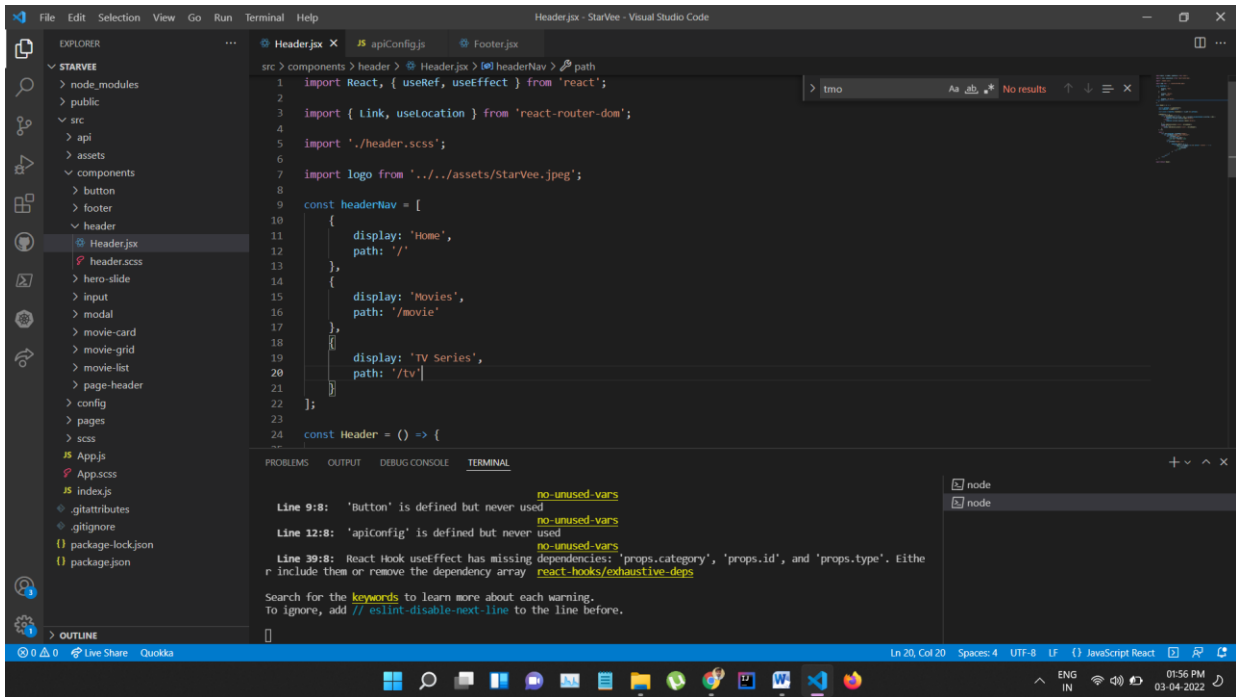 File Edit Selection View Go Run Terminal Help
Header.jsx - StarVee - Visual Studio Code
EXPLORER
STARVEE
node_modules
public
src
api
assets
components
button
footer
header
Header.jsx
header.scss
hero-slide
input
modal
movie-card
movie-grid
movie-list
page-header
config
pages
scss
JS App.js
App.scss
JS index.js
.gitattributes
.gitignore
{} package-lock.json
{} package.json
OUTLINE
Header.jsx JS apiConfig.js Footer.jsx
src > components > header > Header.jsx > headerNav > path
tmo Aa ab .* No results
1 import React, { useRef, useEffect } from 'react';
2
3 import { Link, useLocation } from 'react-router-dom';
4
5 import './header.scss';
6
7 import logo from '../../assets/StarVee.jpeg';
8
9 const headerNav = [
10 {
11 display: 'Home',
12 path: '/'
13 },
14 {
15 display: 'Movies',
16 path: '/movie'
17 },
18 {
19 display: 'TV Series',
20 path: '/tv'
21 }
22 ];
23
24 const Header = () => {
PROBLEMS OUTPUT DEBUG CONSOLE TERMINAL
no-unused-vars
Line 9:8: 'Button' is defined but never used
no-unused-vars
Line 12:8: 'apiConfig' is defined but never used
no-unused-vars
Line 39:8: React Hook useEffect has missing dependencies: 'props.category', 'props.id', and 'props.type'. Eithe
r include them or remove the dependency array react-hooks/exhaustive-deps
Search for the keywords to learn more about each warning.
To ignore, add // eslint-disable-next-line to the line before.
node
node
3
1
0 0 Live Share Quokka
Ln 20, Col 20 Spaces: 4 UTF-8 LF {} JavaScript React
ENG
IN
01:56 PM
03-04-2022